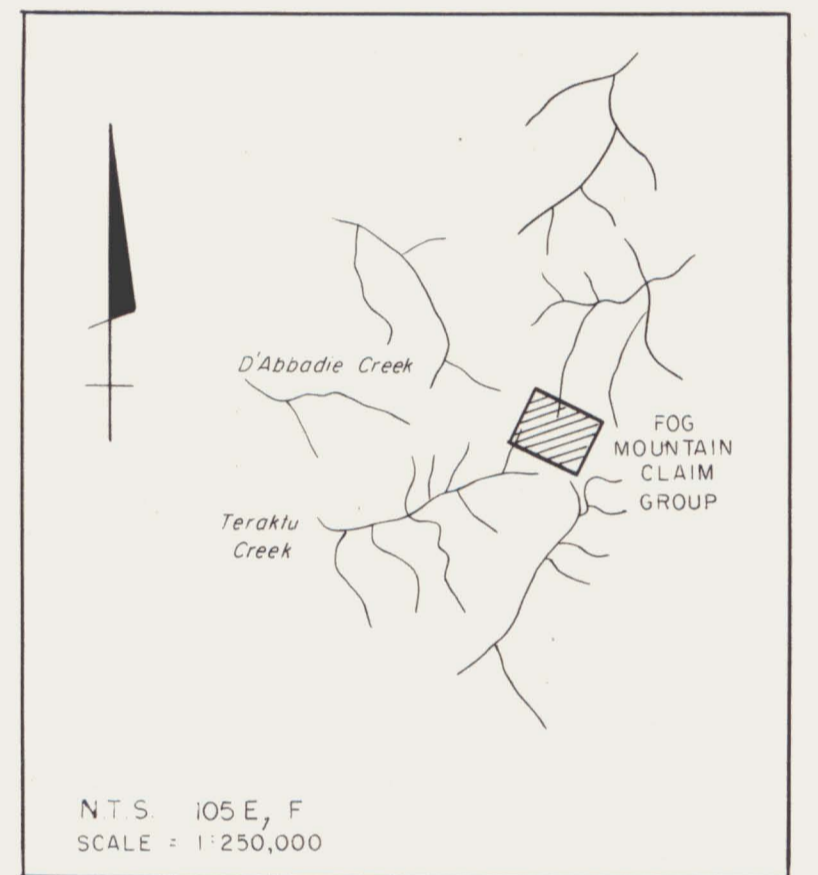 D'Abbadie Creek
FOG
MOUNTAIN
CLAIM
GROUP
Teraktu
Creek
N.T.S. 105 E, F
SCALE = 1:250,000